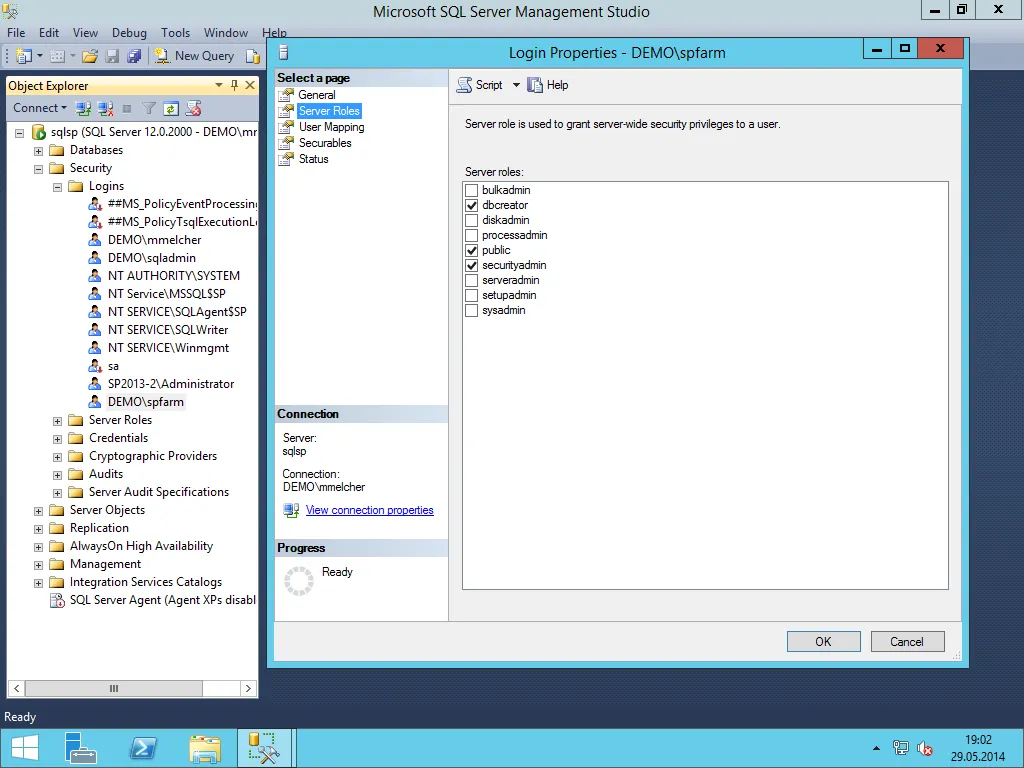 Microsoft SQL Server Management Studio
File Edit View Debug Tools Window Help
New Query
Object Explorer
Connect
sqlsp (SQL Server 12.0.2000 - DEMO\mr
Databases
Security
Logins
##MS_PolicyEventProcessing
##MS_PolicyTsqlExecutionLo
DEMO\mmelcher
DEMO\sqladmin
NT AUTHORITY\SYSTEM
NT Service\MSSQL$SP
NT SERVICE\SQLAgent$SP
NT SERVICE\SQLWriter
NT SERVICE\Winmgmt
sa
SP2013-2\Administrator
DEMO\spfarm
Server Roles
Credentials
Cryptographic Providers
Audits
Server Audit Specifications
Server Objects
Replication
AlwaysOn High Availability
Management
Integration Services Catalogs
SQL Server Agent (Agent XPs disabl
Ready
Login Properties - DEMO\spfarm
Select a page
General
Server Roles
User Mapping
Securables
Status
Connection
Server:
sqlsp
Connection:
DEMO\mmelcher
View connection properties
Progress
Ready
Script Help
Server role is used to grant server-wide security privileges to a user.
Server roles:
bulkadmin
dbcreator
diskadmin
processadmin
public
securityadmin
serveradmin
setupadmin
sysadmin
OK Cancel
19:02
29.05.2014